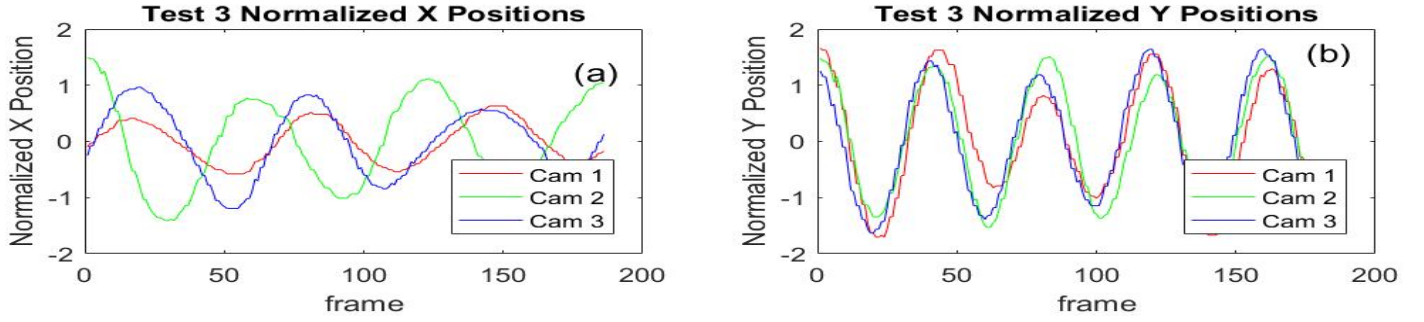 Test 3 Normalized X Positions
Normalized X Position
2
1
0
-1
-2
(a)
Cam 1
Cam 2
Cam 3
0
50
100
150
200
frame
Test 3 Normalized Y Positions
Normalized Y Position
2
1
0
-1
-2
(b)
Cam 1
Cam 2
Cam 3
0
50
100
150
200
frame